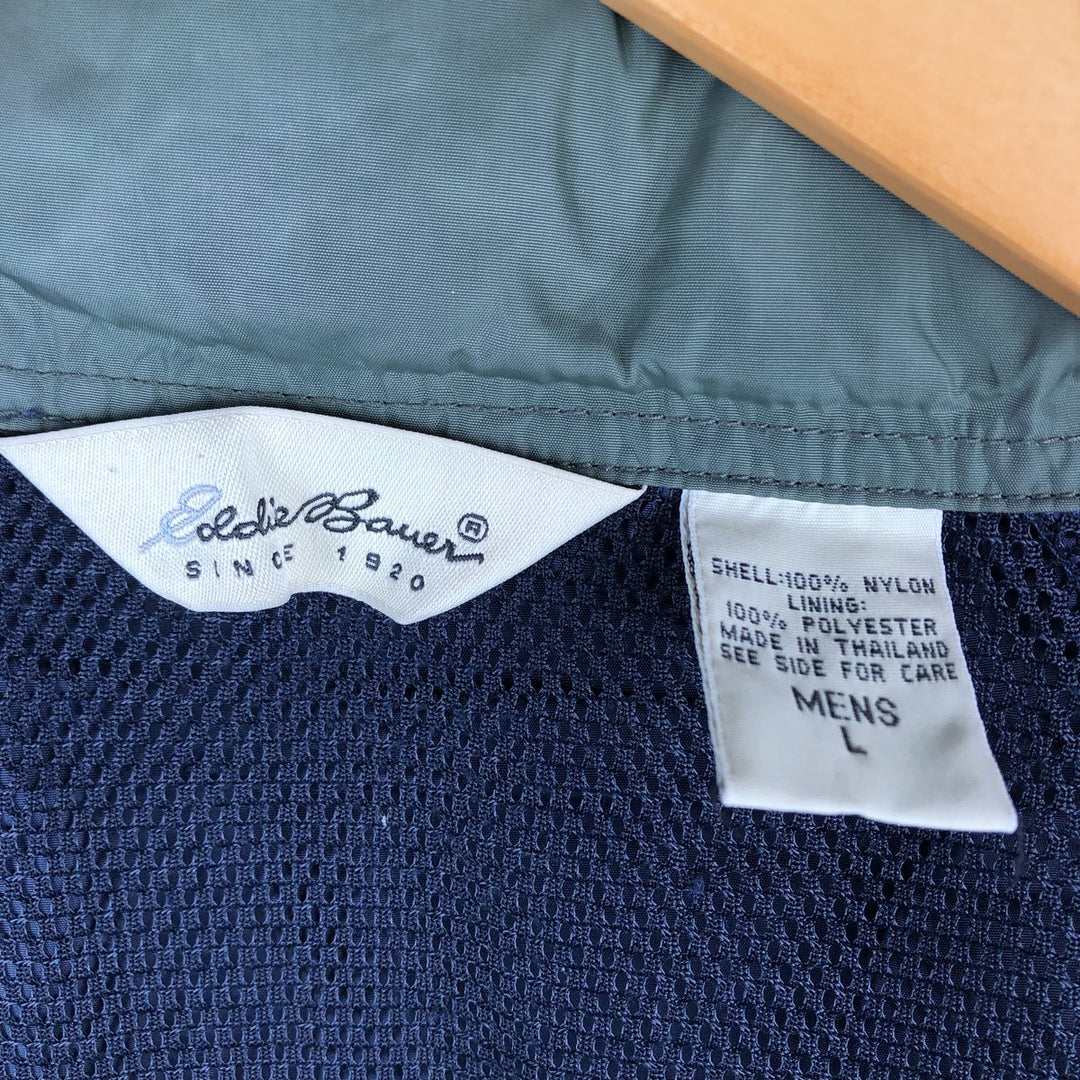 Eddie Bauer®
SINCE 1920
SHELL:100% NYLON
LINING:
100% POLYESTER
MADE IN THAILAND
SEE SIDE FOR CARE
MENS
L